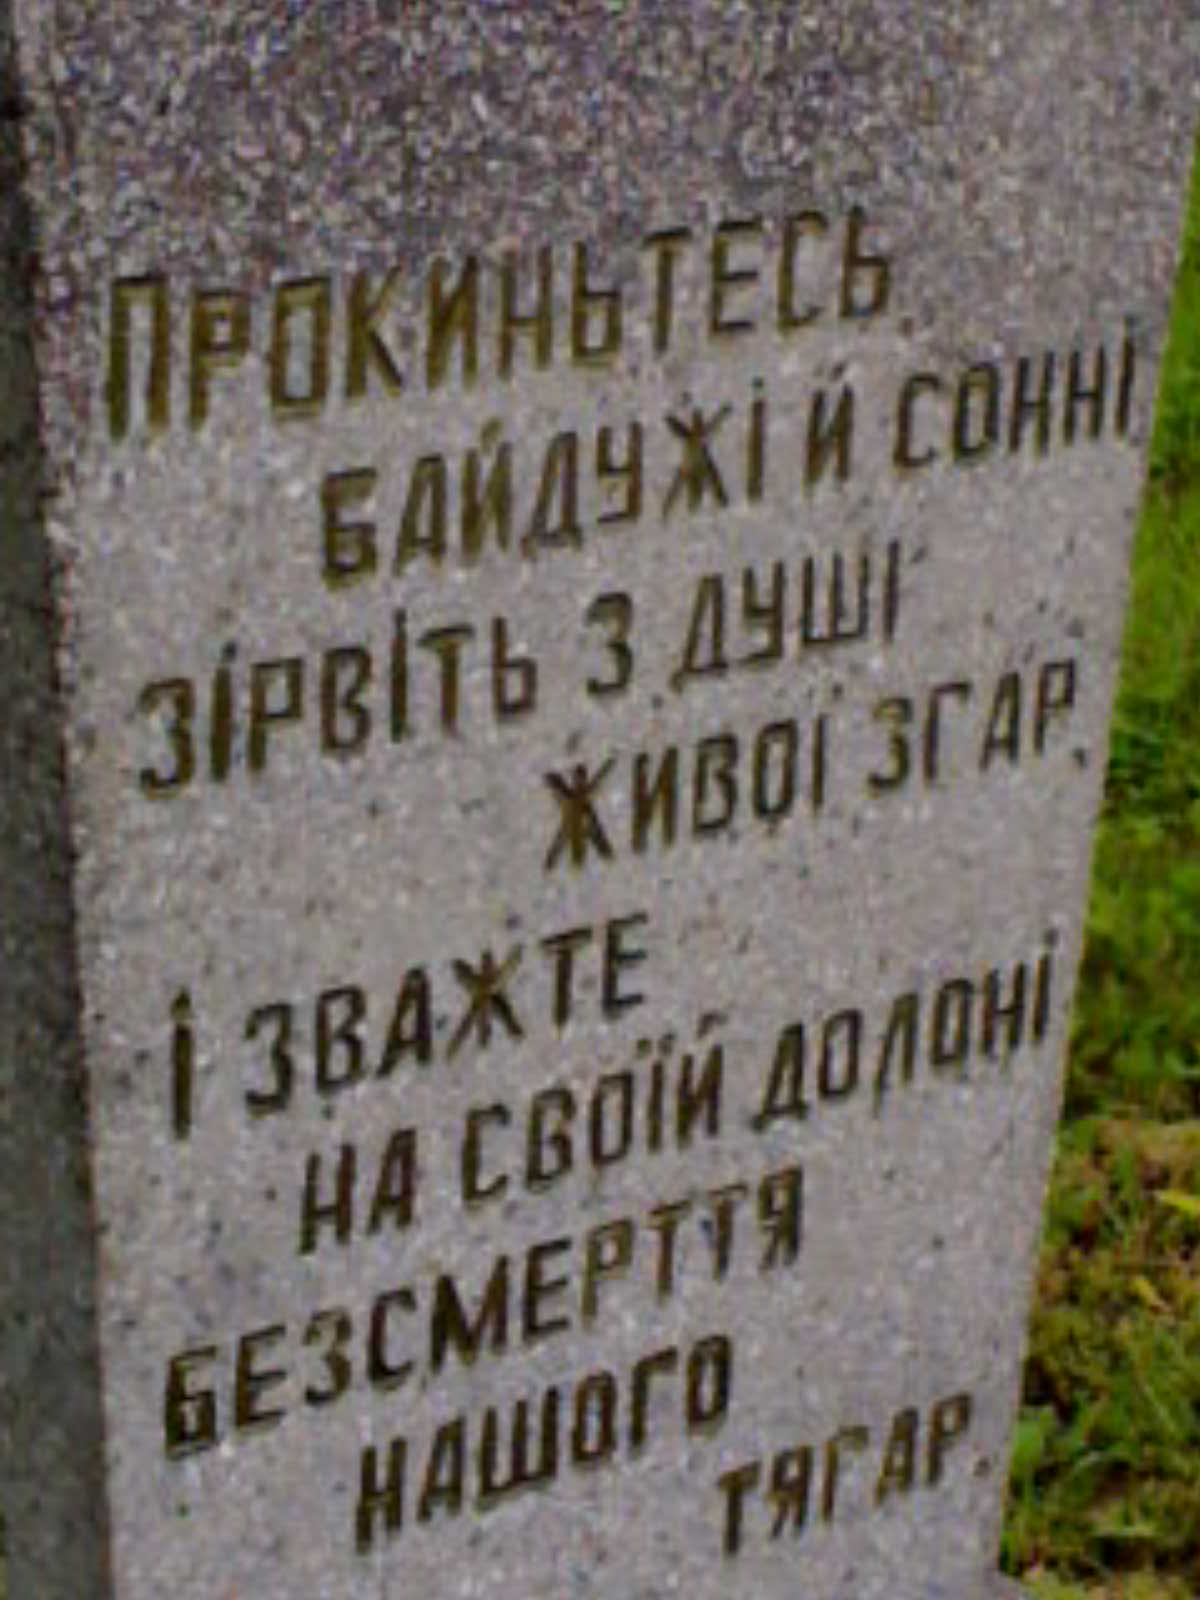 ПРОКИНЬТЕСЬ
БАЙДУЖІ Й СОННІ
ЗІРВІТЬ З ДУШІ
ЖИВОЇ ЗГАР.
І ЗВАЖТЕ
НА СВОЇЙ ДОЛОНІ
БЕЗСМЕРТТЯ
НАШОГО
ТЯГАР.